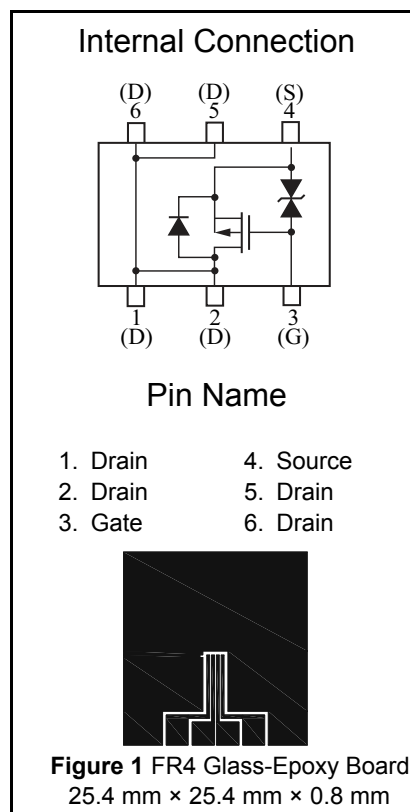 Internal Connection
(D) (D) (S)
6 5 4
1 2 3
(D) (D) (G)
Pin Name
1. Drain 4. Source
2. Drain 5. Drain
3. Gate 6. Drain
Figure 1 FR4 Glass-Epoxy Board
25.4 mm × 25.4 mm × 0.8 mm